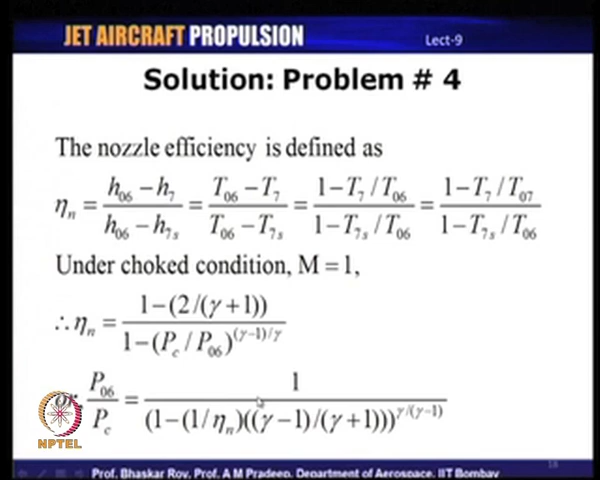 JET AIRCRAFT PROPULSION
Lect-9
Solution: Problem # 4
The nozzle efficiency is defined as
η_n = (h_06 − h_7) / (h_06 − h_7s) = (T_06 − T_7) / (T_06 − T_7s) = (1 − T_7 / T_06) / (1 − T_7s / T_06) = (1 − T_7 / T_07) / (1 − T_7s / T_06)
Under choked condition, M = 1,
∴ η_n = (1 − (2/(γ + 1))) / (1 − (P_c / P_06)^((γ−1)/γ))
or, P_06 / P_c = 1 / (1 − (1/η_n)((γ − 1)/(γ + 1)))^(γ/(γ−1))
NPTEL
18
Prof. Bhaskar Roy, Prof. A M Pradeep, Department of Aerospace, IIT Bombay